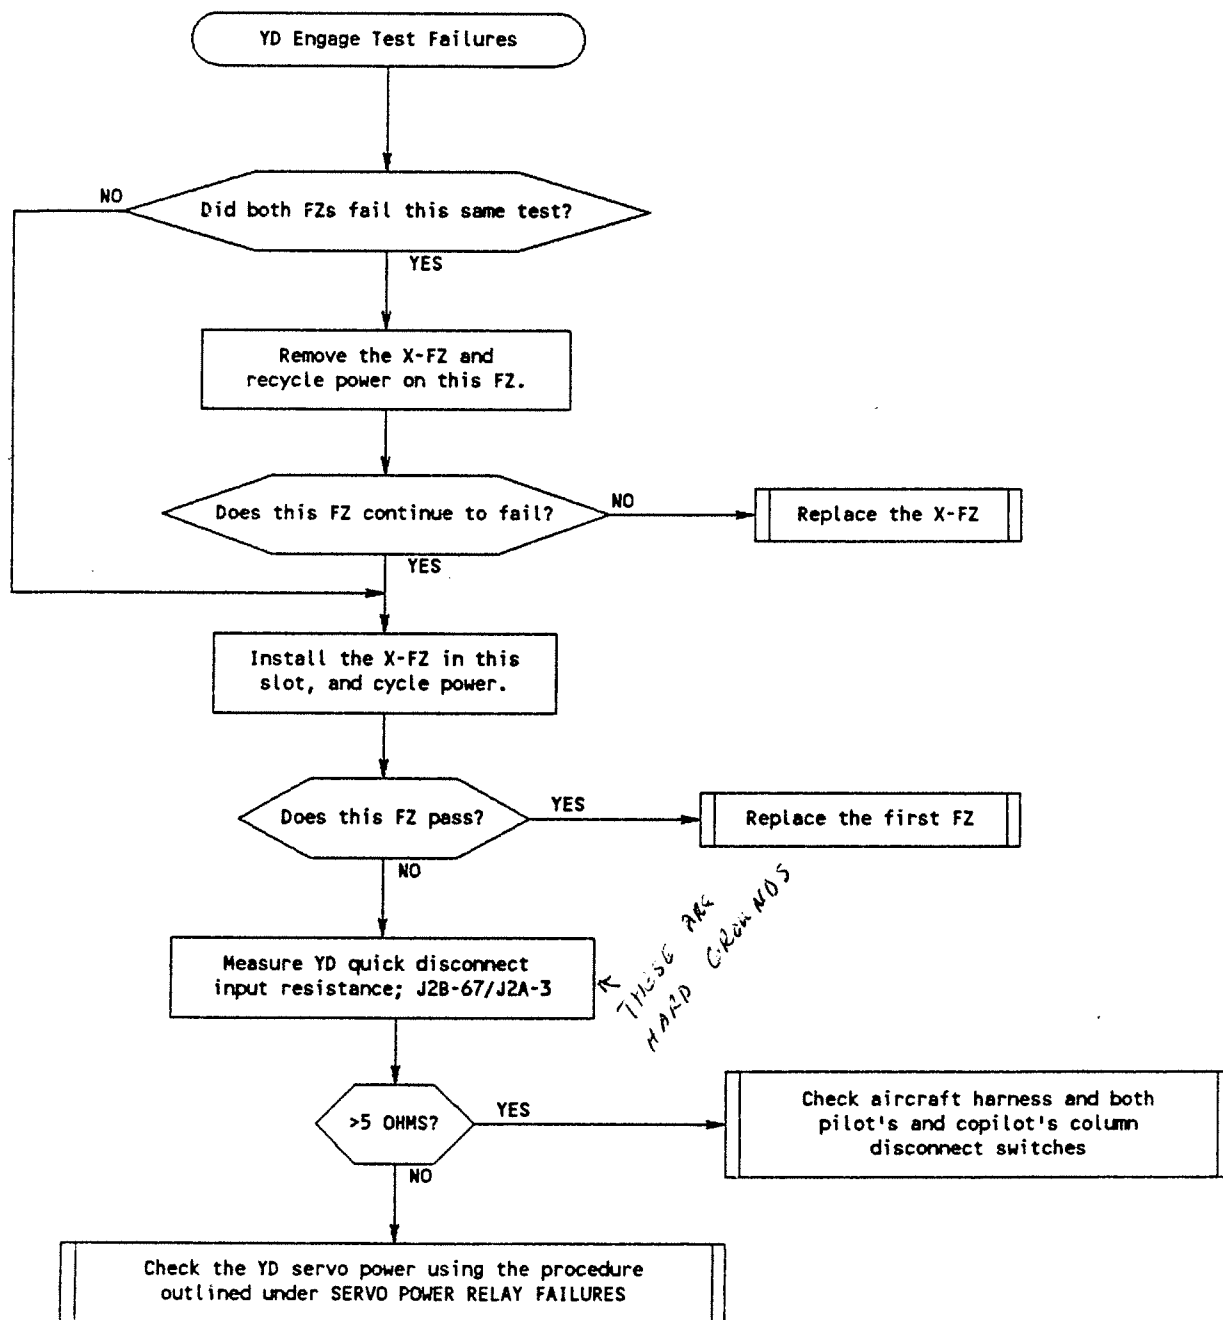 YD Engage Test Failures
NO
Did both FZs fail this same test?
YES
Remove the X-FZ and
recycle power on this FZ.
Does this FZ continue to fail?
NO
Replace the X-FZ
YES
Install the X-FZ in this
slot, and cycle power.
Does this FZ pass?
YES
Replace the first FZ
NO
Measure YD quick disconnect
input resistance; J2B-67/J2A-3
THESE ARE
HARD GROUNDS
>5 OHMS?
YES
Check aircraft harness and both
pilot's and copilot's column
disconnect switches
NO
Check the YD servo power using the procedure
outlined under SERVO POWER RELAY FAILURES